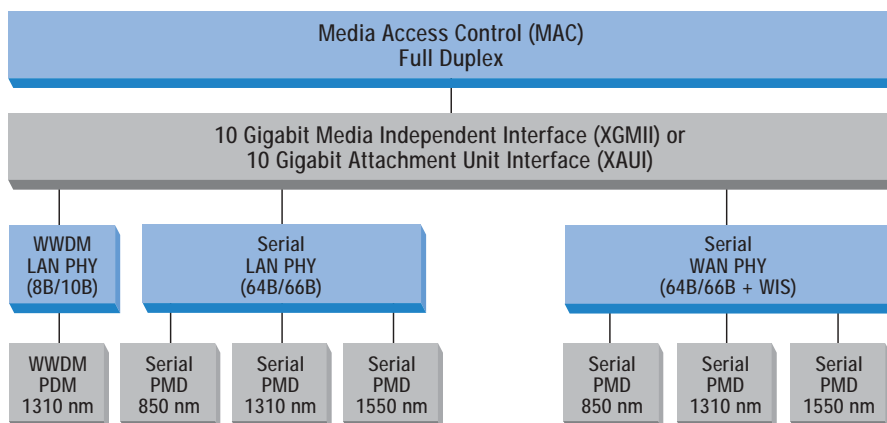 Media Access Control (MAC)
Full Duplex
10 Gigabit Media Independent Interface (XGMII) or
10 Gigabit Attachment Unit Interface (XAUI)
WWDM
LAN PHY
(8B/10B)
Serial
LAN PHY
(64B/66B)
Serial
WAN PHY
(64B/66B + WIS)
WWDM
PDM
1310 nm
Serial
PMD
850 nm
Serial
PMD
1310 nm
Serial
PMD
1550 nm
Serial
PMD
850 nm
Serial
PMD
1310 nm
Serial
PMD
1550 nm